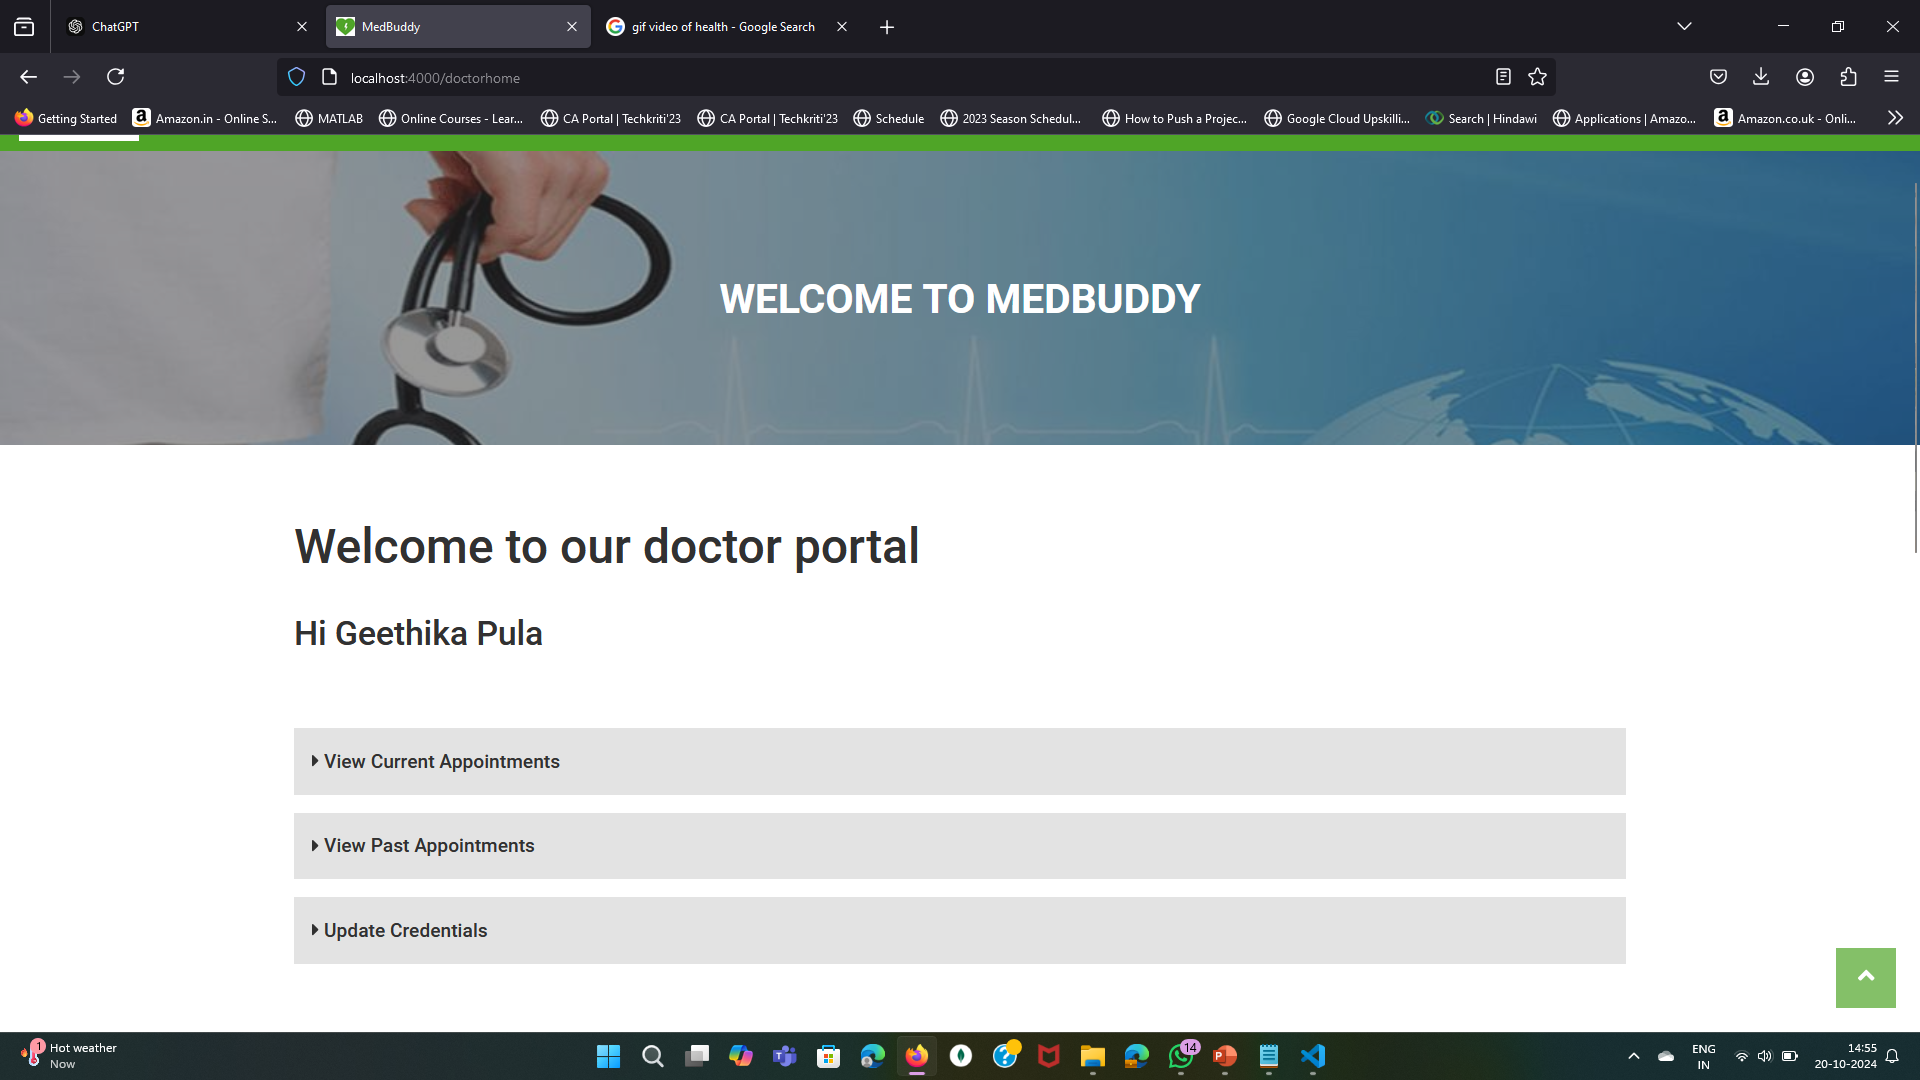 ChatGPT
MedBuddy
gif video of health - Google Search
localhost:4000/doctorhome
Getting Started
Amazon.in - Online S...
MATLAB
Online Courses - Lear...
CA Portal | Techkriti'23
CA Portal | Techkriti'23
Schedule
2023 Season Schedul...
How to Push a Projec...
Google Cloud Upskilli...
Search | Hindawi
Applications | Amazo...
Amazon.co.uk - Onli...
WELCOME TO MEDBUDDY
Welcome to our doctor portal
Hi Geethika Pula
View Current Appointments
View Past Appointments
Update Credentials
1
Hot weather
Now
14
ENG
IN
14:55
20-10-2024